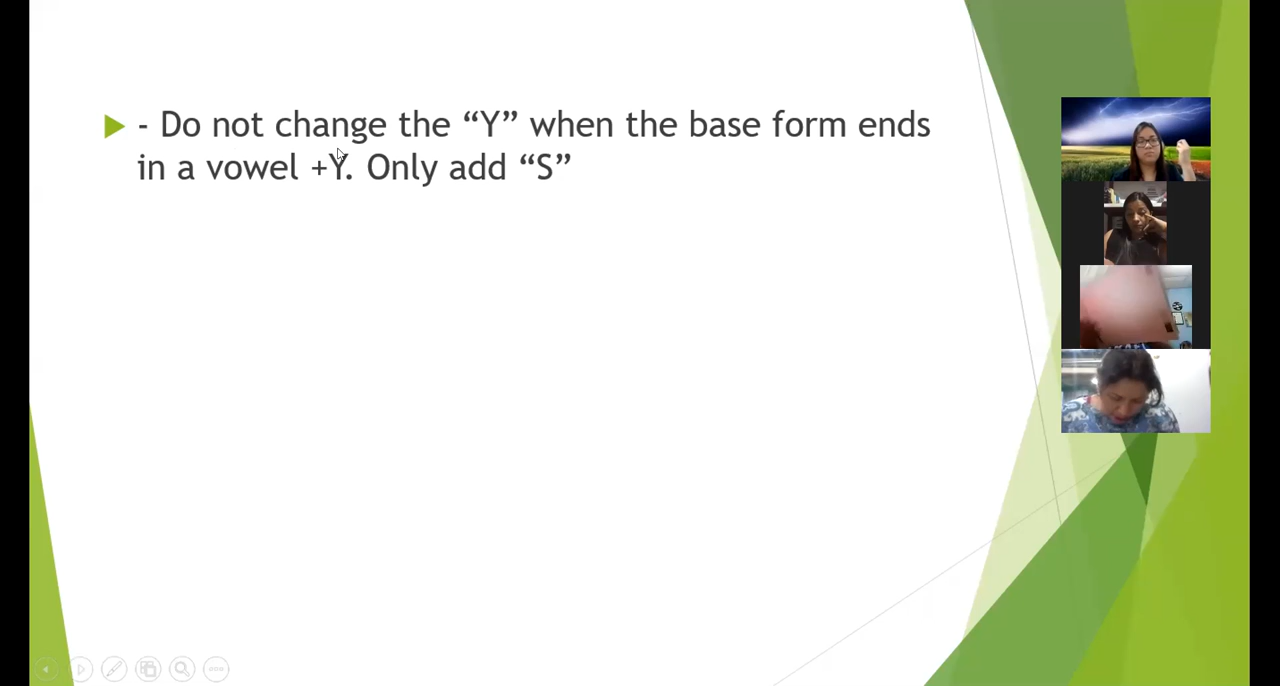 - Do not change the “Y” when the base form ends
in a vowel +Y. Only add “S”